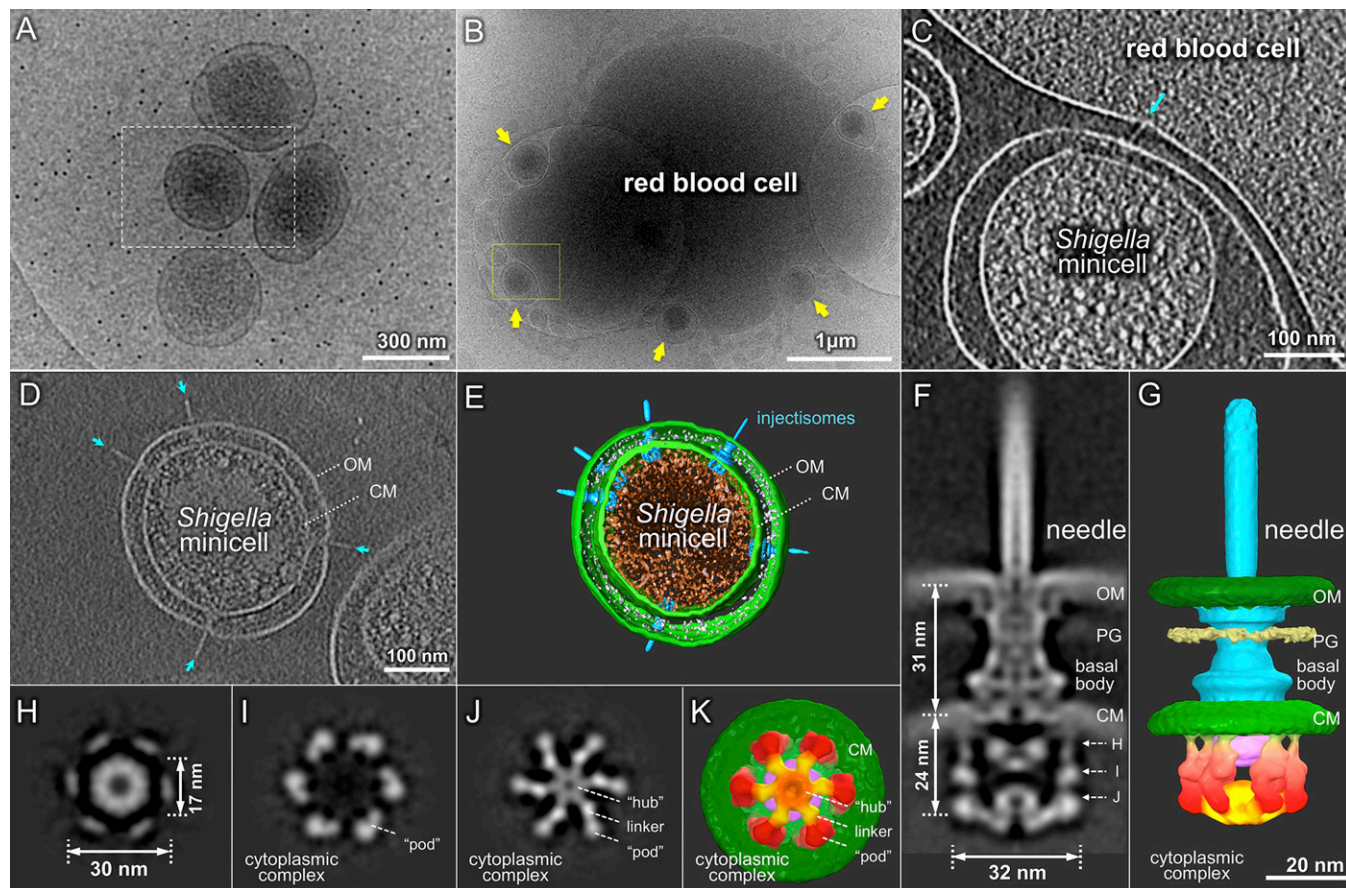 A
300 nm
B
red blood cell
1μm
C
red blood cell
Shigella
minicell
100 nm
D
OM
CM
Shigella
minicell
100 nm
E
injectisomes
OM
CM
Shigella
minicell
F
needle
OM
31 nm
PG
basal
body
CM
24 nm
H
I
J
32 nm
G
needle
OM
PG
basal
body
CM
cytoplasmic
complex
20 nm
H
17 nm
30 nm
I
"pod"
cytoplasmic
complex
J
"hub"
linker
"pod"
cytoplasmic
complex
K
CM
"hub"
linker
"pod"
cytoplasmic
complex